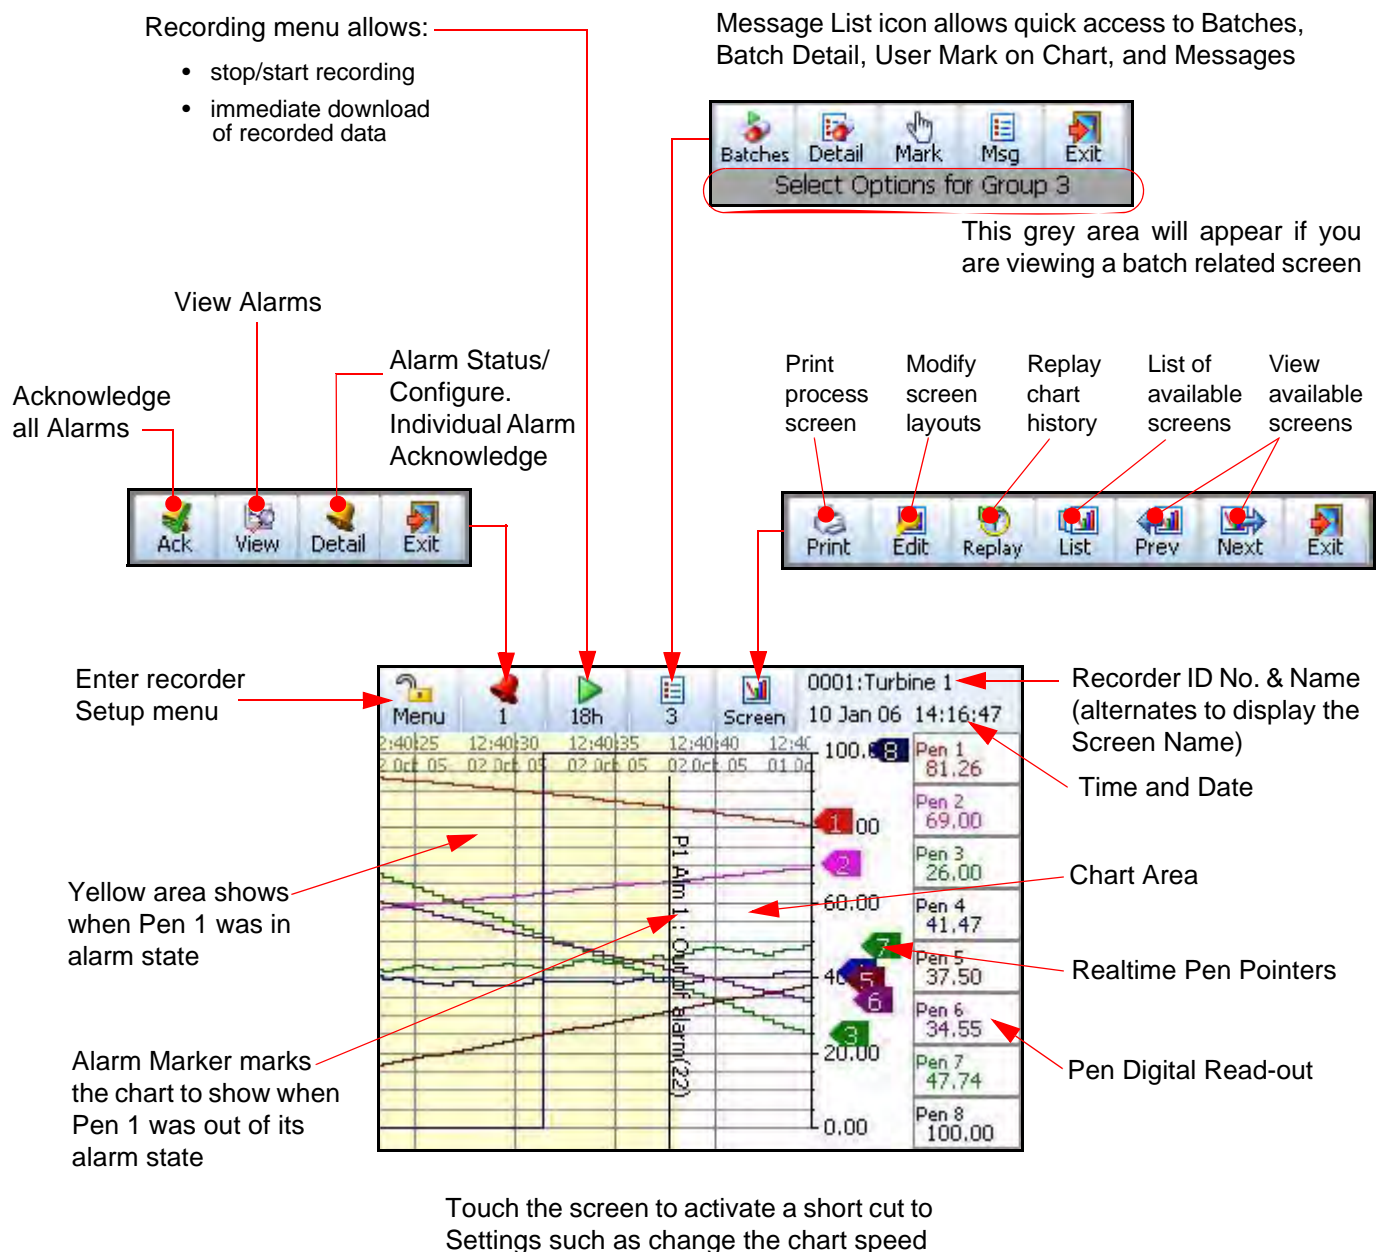 Recording menu allows:
• stop/start recording
• immediate download
of recorded data
Message List icon allows quick access to Batches,
Batch Detail, User Mark on Chart, and Messages
Batches Detail Mark Msg Exit
Select Options for Group 3
This grey area will appear if you
are viewing a batch related screen
View Alarms
Acknowledge
all Alarms
Alarm Status/
Configure.
Individual Alarm
Acknowledge
Ack View Detail Exit
Print
process
screen
Modify
screen
layouts
Replay
chart
history
List of
available
screens
View
available
screens
Print Edit Replay List Prev Next Exit
Enter recorder
Setup menu
Menu 1 18h 3 Screen
0001:Turbine 1
10 Jan 06 14:16:47
Recorder ID No. & Name
(alternates to display the
Screen Name)
Time and Date
12:40:30 12:40:35 12:40:40
02 Oct 05 02 Oct 05 02 Oct 05
8
1
2
7
5
6
3
60.00
20.00
0.00
P1 Alm 1 : Out of alarm(22)
Pen 1
81.26
Pen 2
69.00
Pen 3
26.00
Pen 4
41.47
Pen 5
37.50
Pen 6
34.55
Pen 7
47.74
Pen 8
100.00
Yellow area shows
when Pen 1 was in
alarm state
Alarm Marker marks
the chart to show when
Pen 1 was out of its
alarm state
Chart Area
Realtime Pen Pointers
Pen Digital Read-out
Touch the screen to activate a short cut to
Settings such as change the chart speed